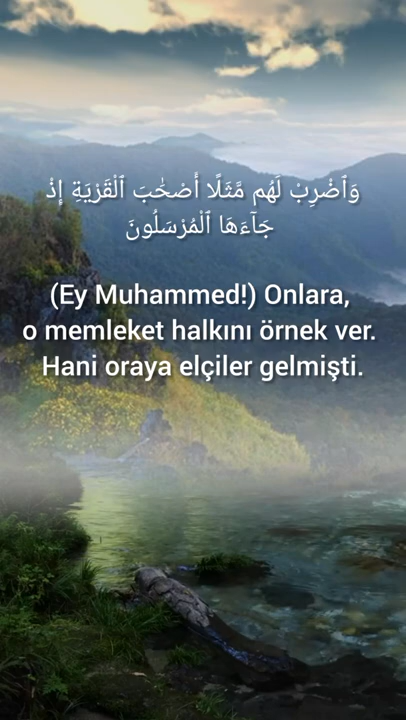 وَٱضْرِبْ لَهُم مَّثَلًا أَصْحَٰبَ ٱلْقَرْيَةِ إِذْ
جَآءَهَا ٱلْمُرْسَلُونَ
(Ey Muhammed!) Onlara,
o memleket halkını örnek ver.
Hani oraya elçiler gelmişti.